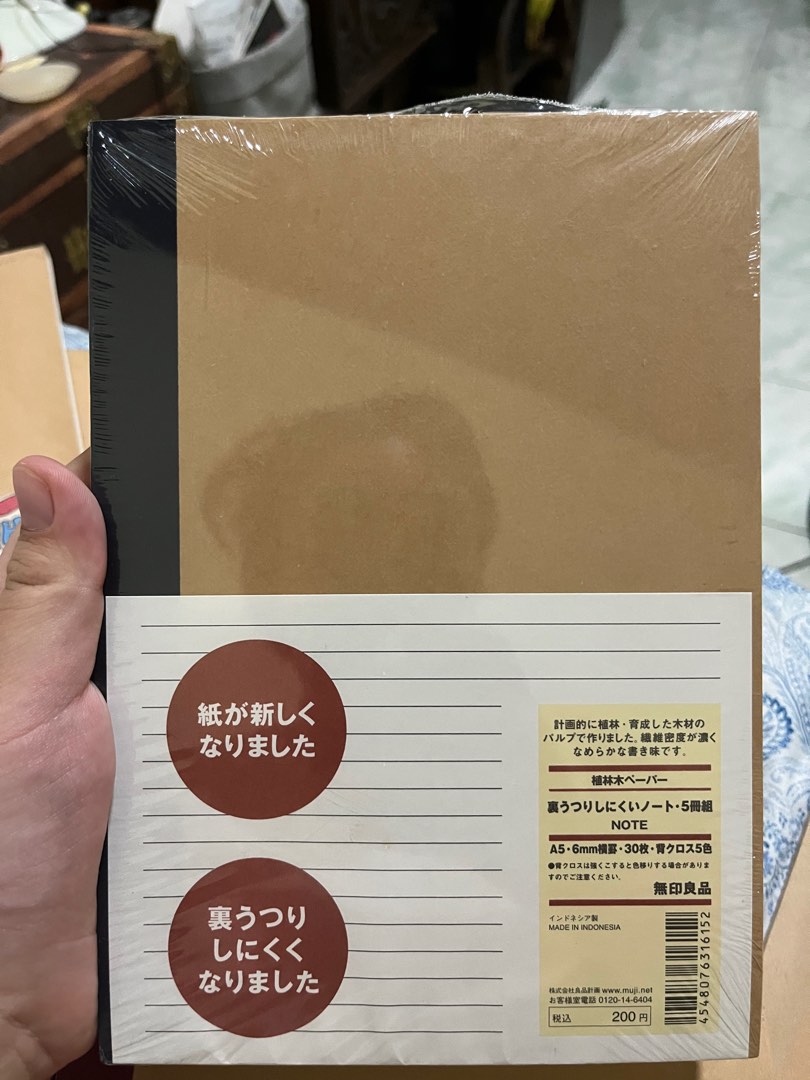 紙が新しく
なりました
裏うつり
しにくく
なりました
計画的に植林・育成した木材の
パルプで作りました。繊維密度が濃く
なめらかな書き味です。
植林木ペーパー
裏うつりしにくいノート・5冊組
NOTE
A5・6mm横罫・30枚・背クロス5色
●背クロスは強くこすると色移りする場合がありま
すのでご注意ください。
無印良品
インドネシア製
MADE IN INDONESIA
株式会社良品計画 www.muji.net
お客様室電話 0120-14-6404
税込 200円
4548076316152